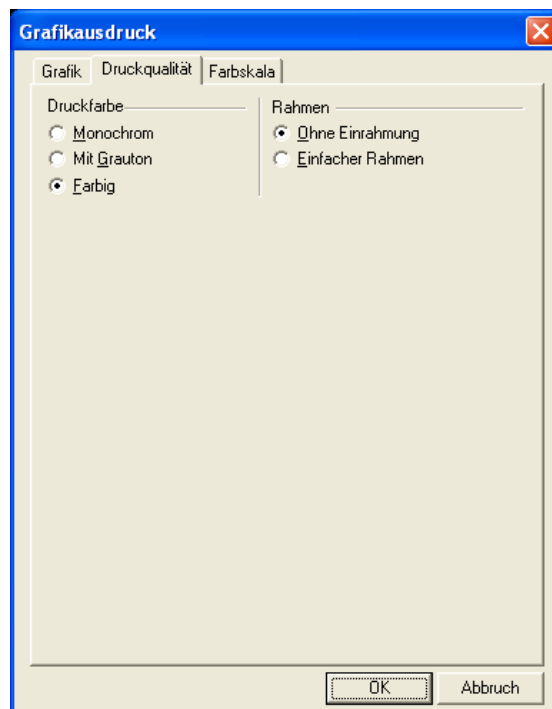 Grafikausdruck
Grafik Druckqualität Farbskala
Druckfarbe Rahmen
Monochrom Ohne Einrahmung
Mit Grauton Einfacher Rahmen
Farbig
OK Abbruch